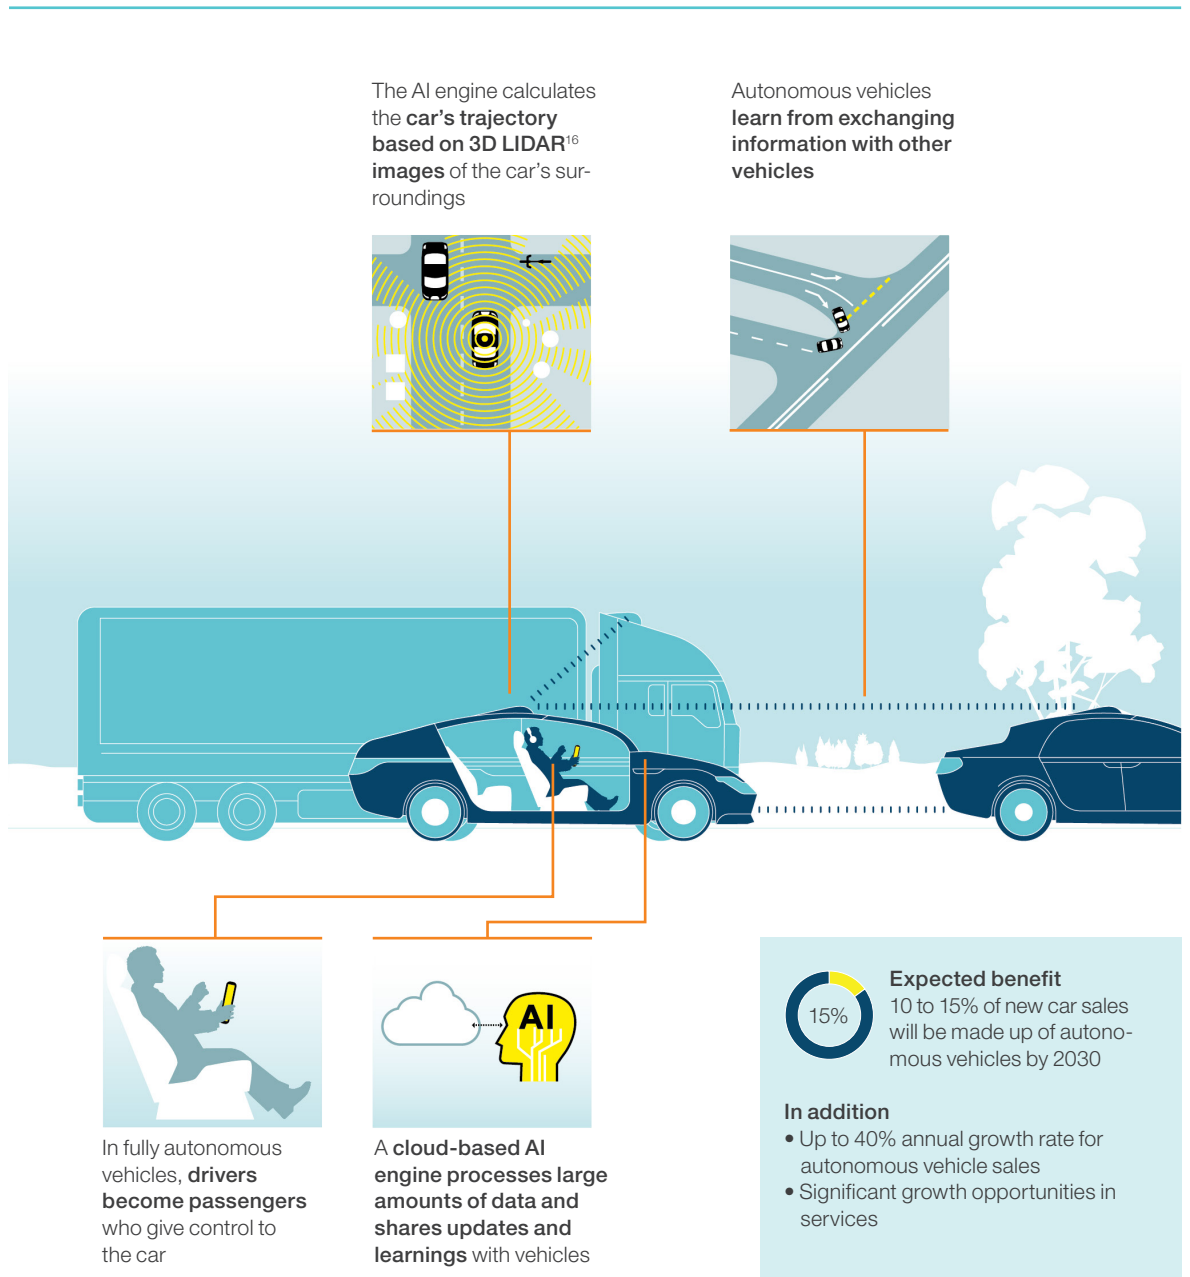 The AI engine calculates
the car's trajectory
based on 3D LIDAR16
images of the car's sur-
roundings
Autonomous vehicles
learn from exchanging
information with other
vehicles
In fully autonomous
vehicles, drivers
become passengers
who give control to
the car
AI
A cloud-based AI
engine processes large
amounts of data and
shares updates and
learnings with vehicles
15%
Expected benefit
10 to 15% of new car sales
will be made up of autono-
mous vehicles by 2030
In addition
• Up to 40% annual growth rate for
autonomous vehicle sales
• Significant growth opportunities in
services